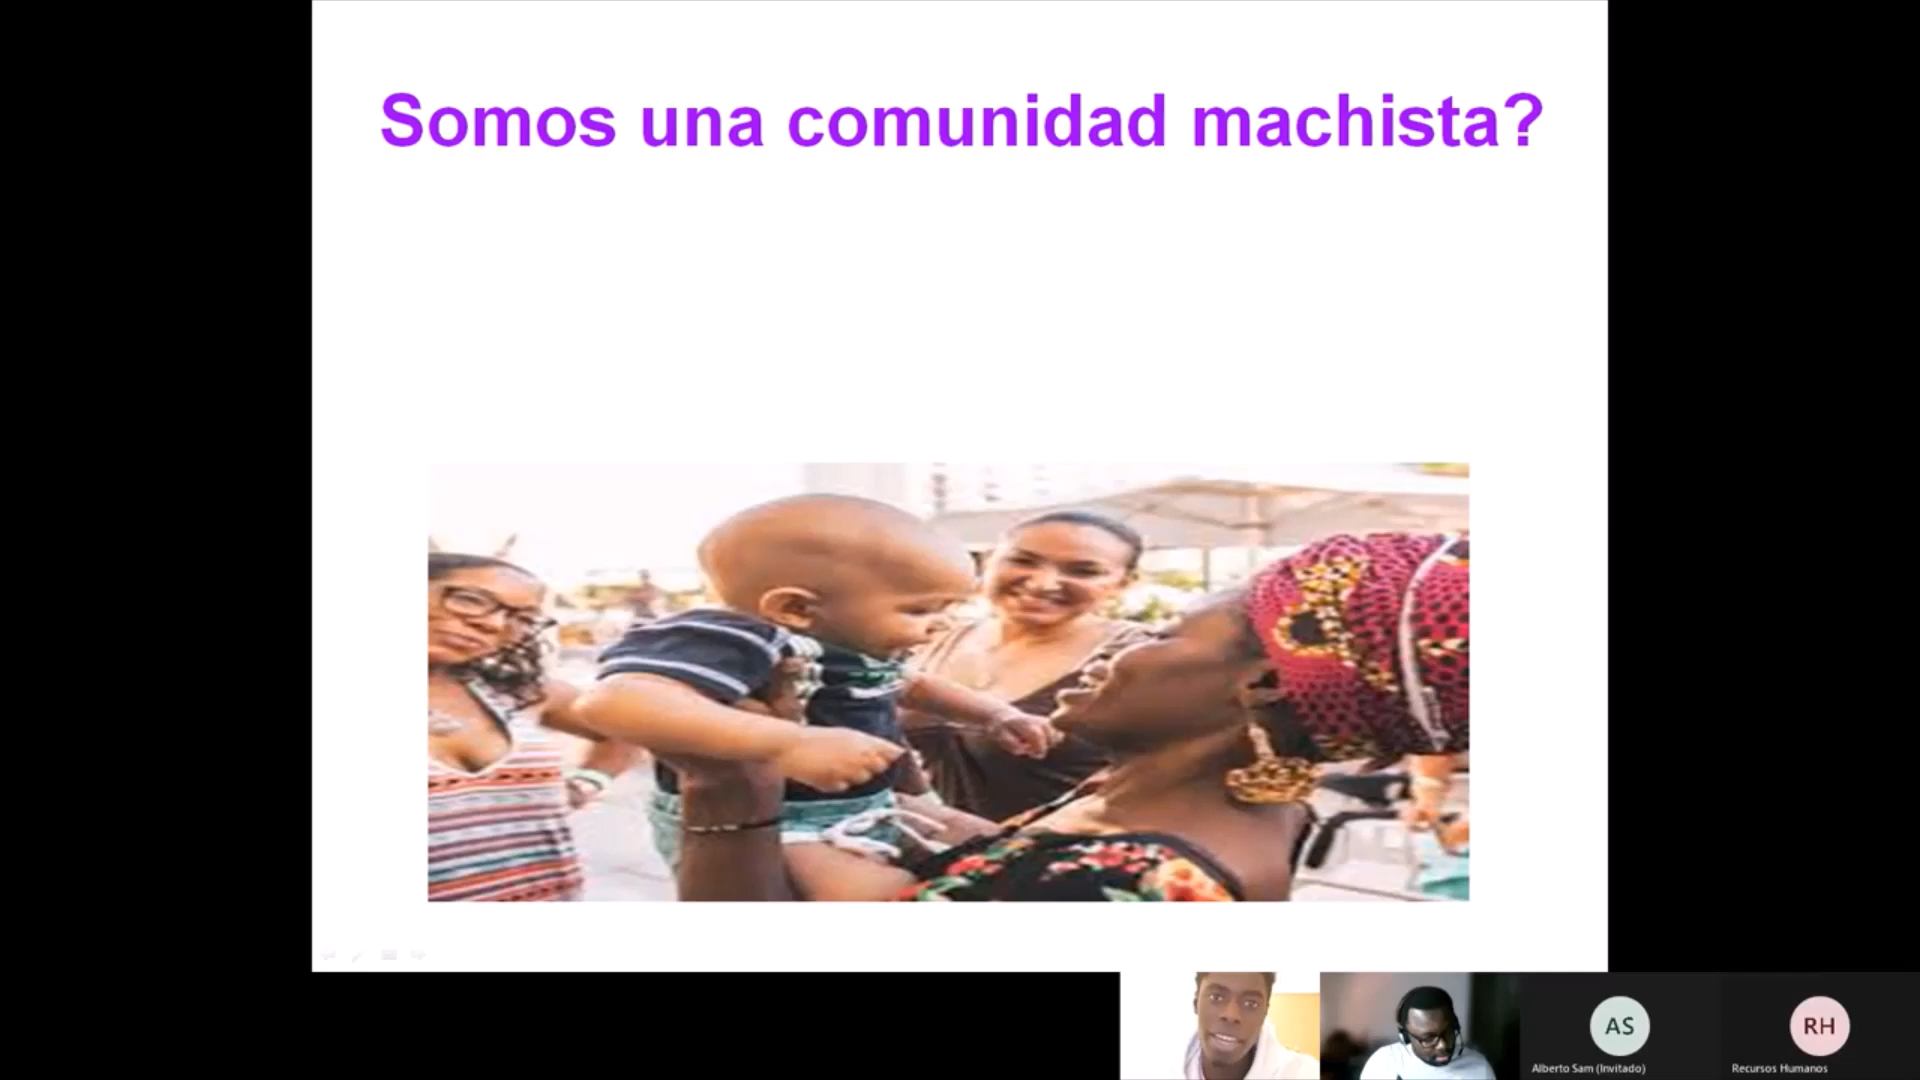 Somos una comunidad machista?
AS
Alberto Sam (Invitado)
RH
Recursos Humanos